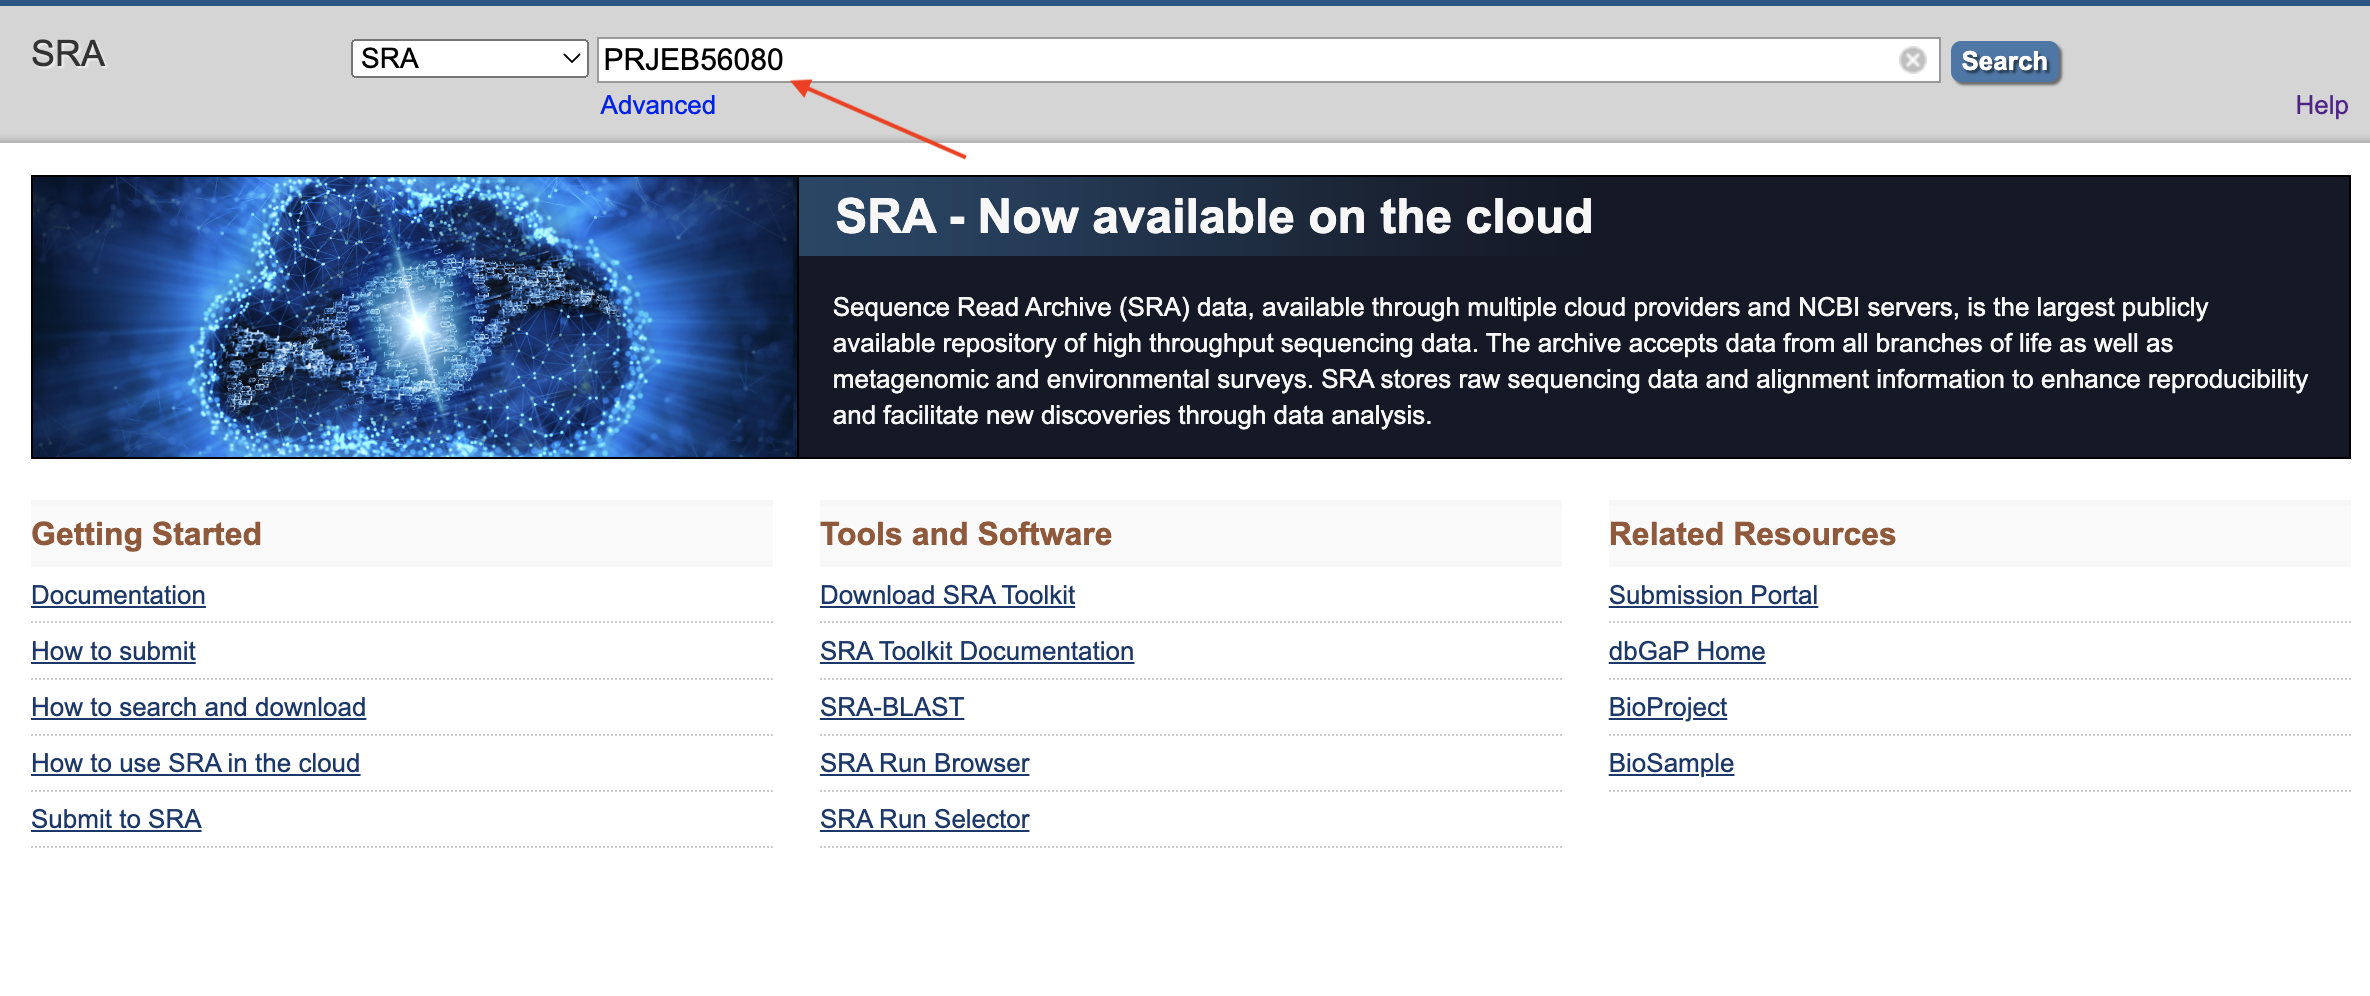 SRA
SRA
PRJEB56080
Search
Advanced
Help
SRA - Now available on the cloud
Sequence Read Archive (SRA) data, available through multiple cloud providers and NCBI servers, is the largest publicly
available repository of high throughput sequencing data. The archive accepts data from all branches of life as well as
metagenomic and environmental surveys. SRA stores raw sequencing data and alignment information to enhance reproducibility
and facilitate new discoveries through data analysis.
Getting Started
Documentation
How to submit
How to search and download
How to use SRA in the cloud
Submit to SRA
Tools and Software
Download SRA Toolkit
SRA Toolkit Documentation
SRA-BLAST
SRA Run Browser
SRA Run Selector
Related Resources
Submission Portal
dbGaP Home
BioProject
BioSample